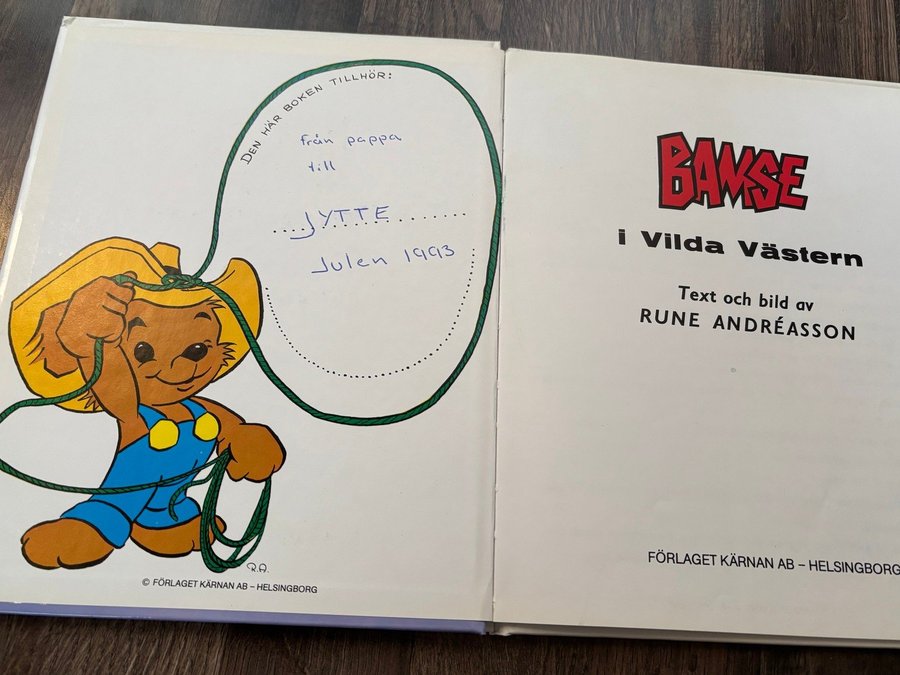 DEN HÄR BOKEN TILLHÖR:
från pappa
till
JYTTE
Julen 1993
R.A.
© FÖRLAGET KÄRNAN AB – HELSINGBORG
BAMSE
i Vilda Västern
Text och bild av
RUNE ANDRÉASSON
FÖRLAGET KÄRNAN AB – HELSINGBORG